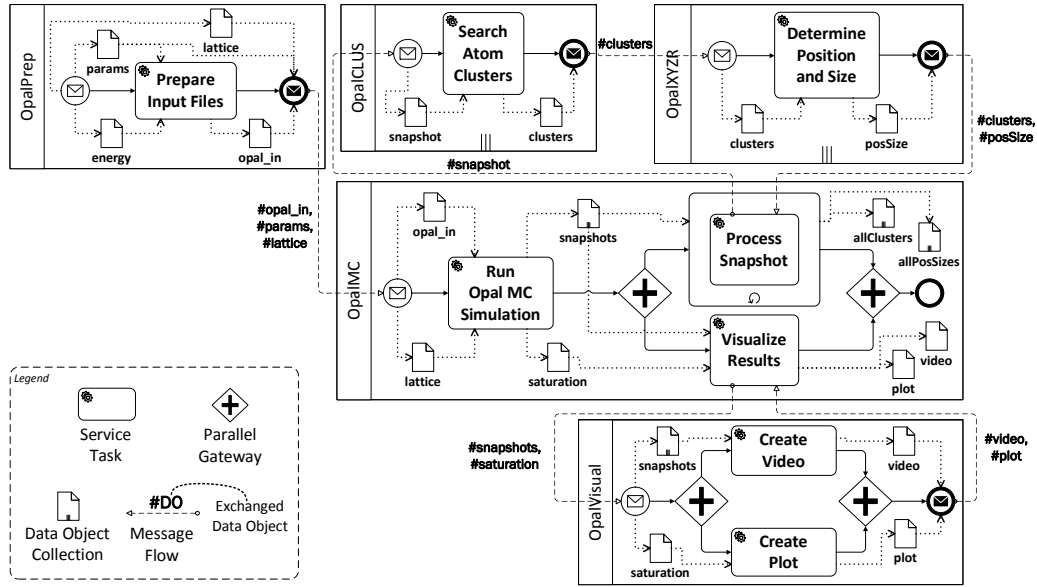 OpalPrep
lattice
params
Prepare
Input Files
energy
opal_in
OpalCLUS
Search
Atom
Clusters
snapshot
clusters
#clusters
OpalXYZR
Determine
Position
and Size
clusters
posSize
#clusters,
#posSize
#snapshot
#opal_in,
#params,
#lattice
OpalMC
opal_in
Run
Opal MC
Simulation
lattice
snapshots
saturation
Process
Snapshot
Visualize
Results
allClusters
allPosSizes
video
plot
#snapshots,
#saturation
OpalVisual
snapshots
saturation
Create
Video
Create
Plot
video
plot
#video,
#plot
Legend
Service
Task
Parallel
Gateway
Data Object
Collection
#DO
Message
Flow
Exchanged
Data Object